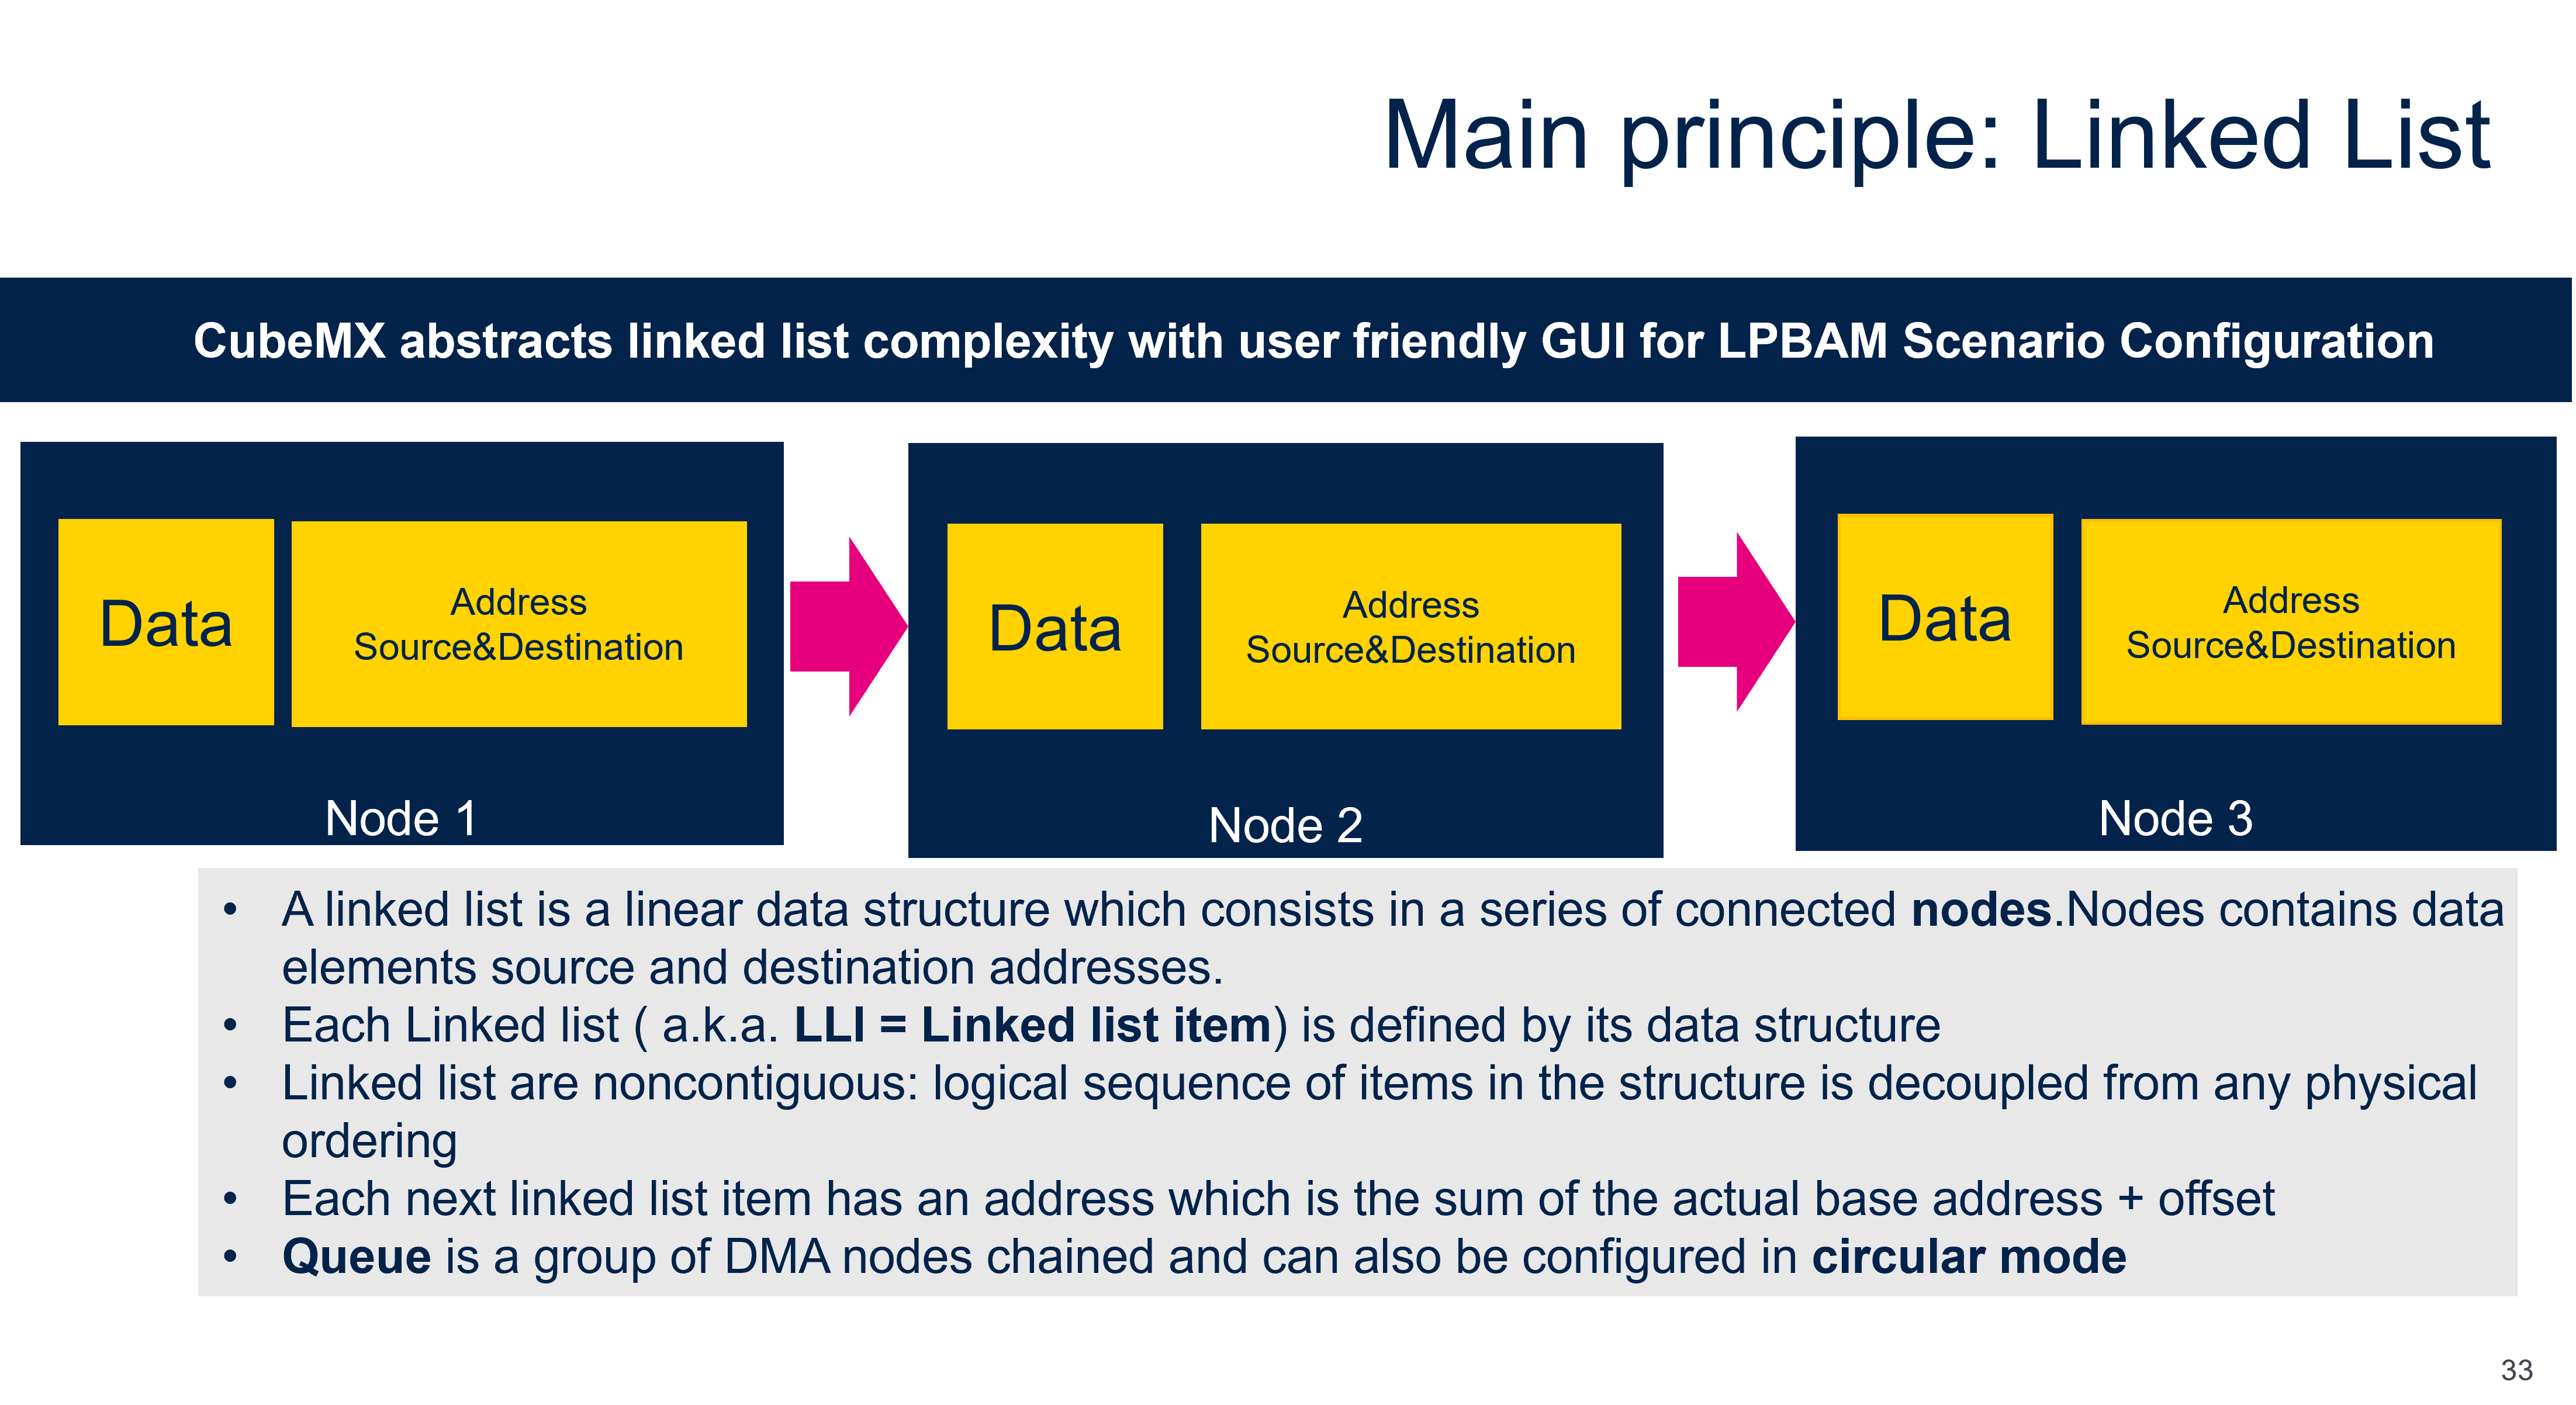 Main principle: Linked List
CubeMX abstracts linked list complexity with user friendly GUI for LPBAM Scenario Configuration
Data
Address
Source&Destination
Node 1
Data
Address
Source&Destination
Node 2
Data
Address
Source&Destination
Node 3
• A linked list is a linear data structure which consists in a series of connected nodes.Nodes contains data
elements source and destination addresses.
• Each Linked list ( a.k.a. LLI = Linked list item) is defined by its data structure
• Linked list are noncontiguous: logical sequence of items in the structure is decoupled from any physical
ordering
• Each next linked list item has an address which is the sum of the actual base address + offset
• Queue is a group of DMA nodes chained and can also be configured in circular mode
33